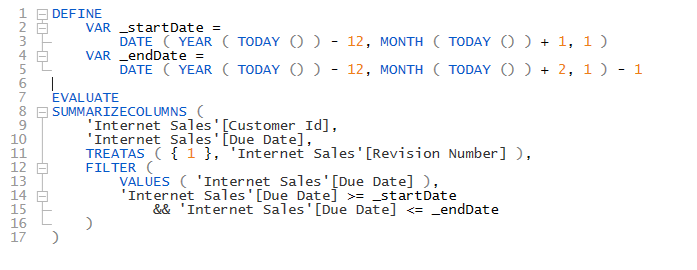 1 DEFINE
2 VAR _startDate =
3 DATE ( YEAR ( TODAY () ) - 12, MONTH ( TODAY () ) + 1, 1 )
4 VAR _endDate =
5 DATE ( YEAR ( TODAY () ) - 12, MONTH ( TODAY () ) + 2, 1 ) - 1
6
7 EVALUATE
8 SUMMARIZECOLUMNS (
9 'Internet Sales'[Customer Id],
10 'Internet Sales'[Due Date],
11 TREATAS ( { 1 }, 'Internet Sales'[Revision Number] ),
12 FILTER (
13 VALUES ( 'Internet Sales'[Due Date] ),
14 'Internet Sales'[Due Date] >= _startDate
15 && 'Internet Sales'[Due Date] <= _endDate
16 )
17 )